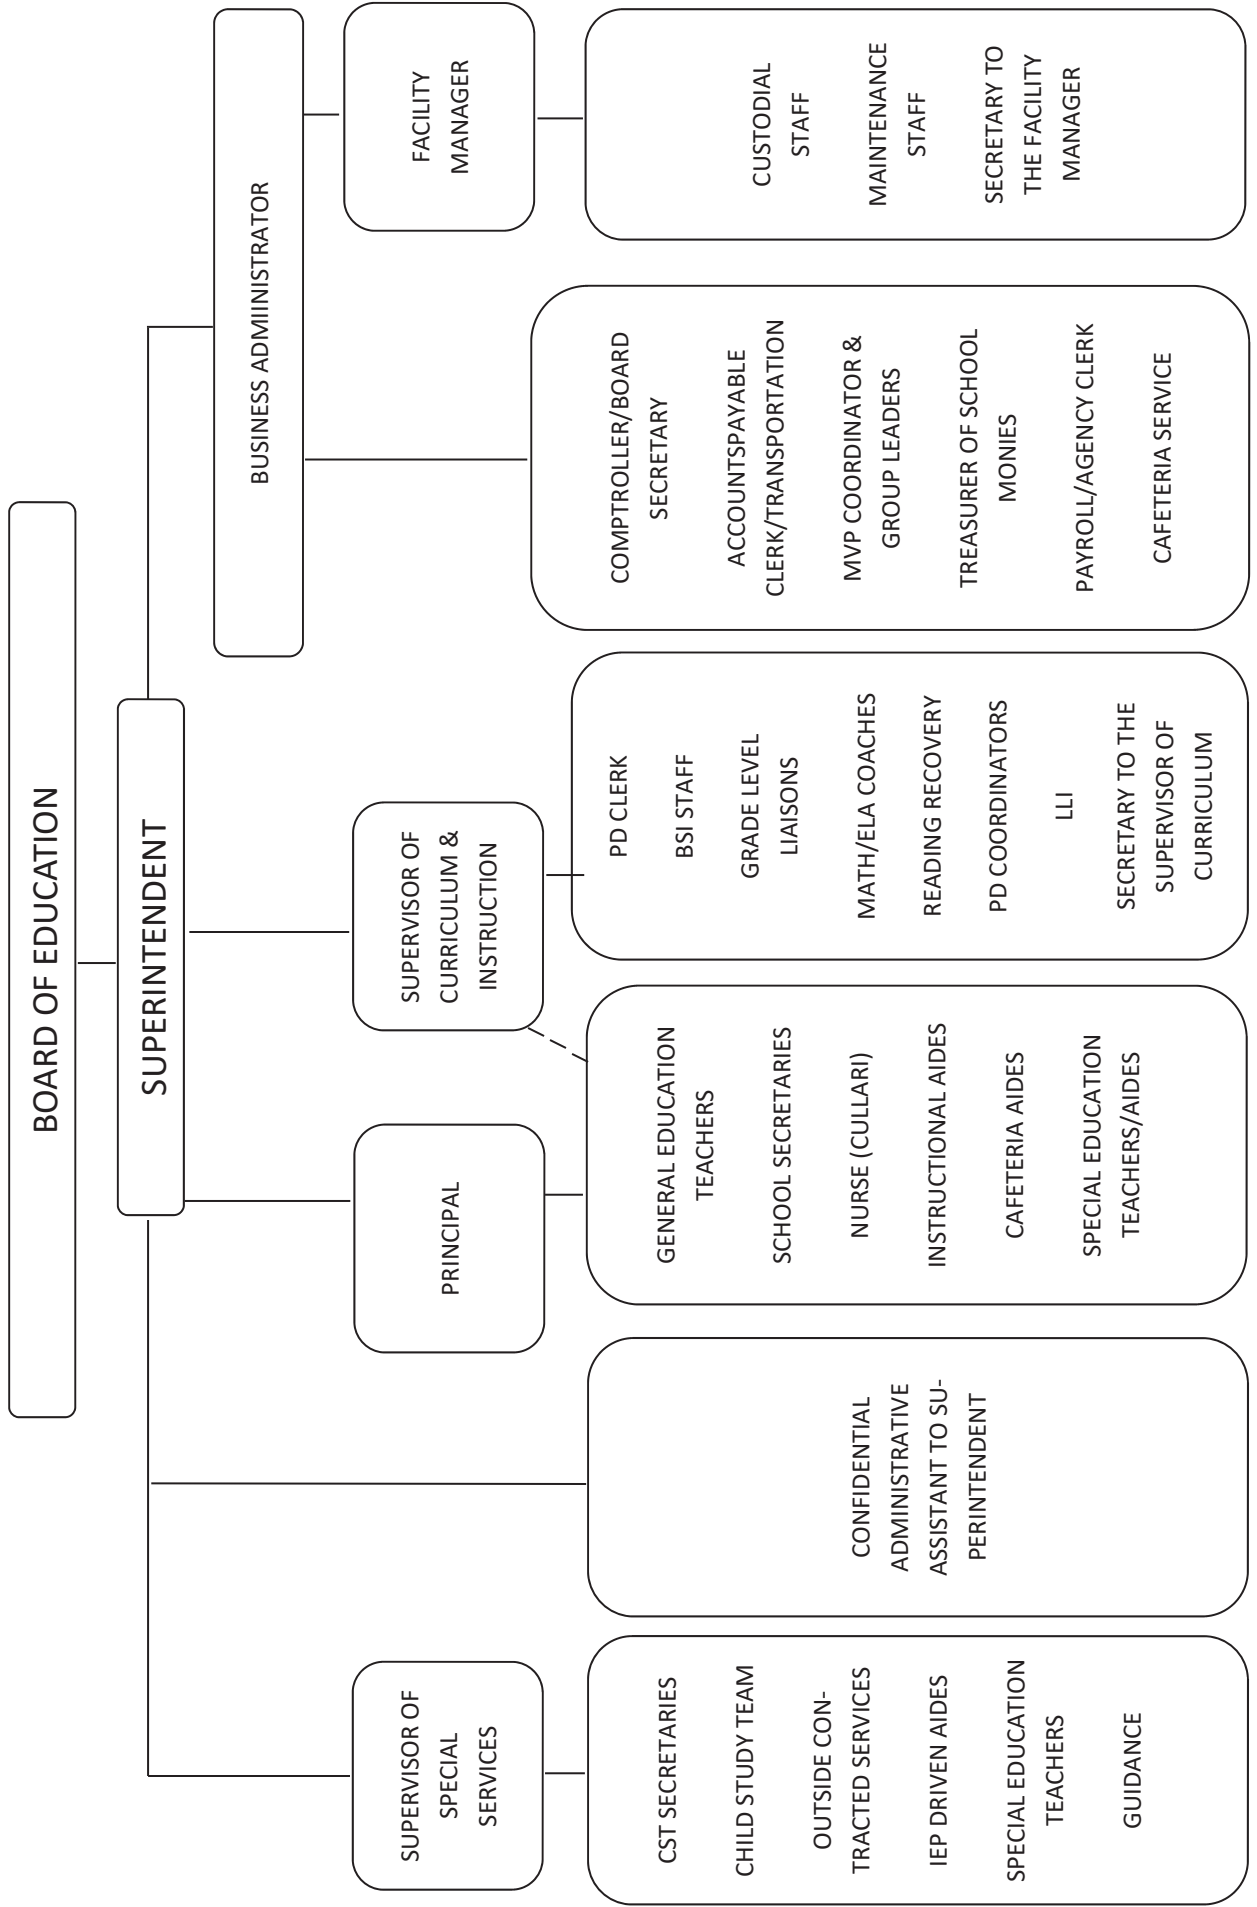 BOARD OF EDUCATION
SUPERINTENDENT
BUSINESS ADMIINISTRATOR
SUPERVISOR OF
SPECIAL
SERVICES
PRINCIPAL
SUPERVISOR OF
CURRICULUM &
INSTRUCTION
FACILITY
MANAGER
CST SECRETARIES
CHILD STUDY TEAM
OUTSIDE CON-
TRACTED SERVICES
IEP DRIVEN AIDES
SPECIAL EDUCATION
TEACHERS
GUIDANCE
CONFIDENTIAL
ADMINISTRATIVE
ASSISTANT TO SU-
PERINTENDENT
GENERAL EDUCATION
TEACHERS
SCHOOL SECRETARIES
NURSE (CULLARI)
INSTRUCTIONAL AIDES
CAFETERIA AIDES
SPECIAL EDUCATION
TEACHERS/AIDES
PD CLERK
BSI STAFF
GRADE LEVEL
LIAISONS
MATH/ELA COACHES
READING RECOVERY
PD COORDINATORS
LLI
SECRETARY TO THE
SUPERVISOR OF
CURRICULUM
COMPTROLLER/BOARD
SECRETARY
ACCOUNTSPAYABLE
CLERK/TRANSPORTATION
MVP COORDINATOR &
GROUP LEADERS
TREASURER OF SCHOOL
MONIES
PAYROLL/AGENCY CLERK
CAFETERIA SERVICE
CUSTODIAL
STAFF
MAINTENANCE
STAFF
SECRETARY TO
THE FACILITY
MANAGER